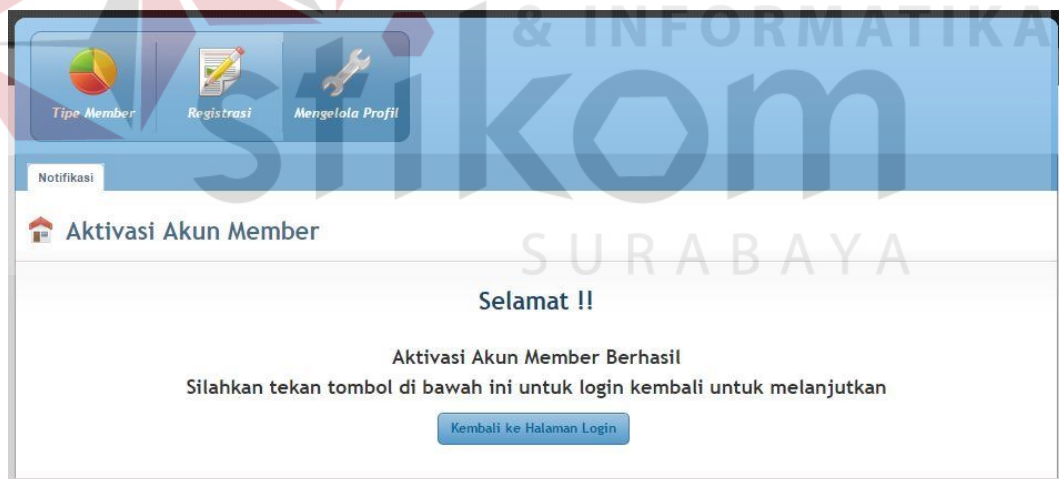 & INFORMATIKA
stikom
SURABAYA
Tipe Member
Registrasi
Mengelola Profil
Notifikasi
Aktivasi Akun Member
Selamat !!
Aktivasi Akun Member Berhasil
Silahkan tekan tombol di bawah ini untuk login kembali untuk melanjutkan
Kembali ke Halaman Login